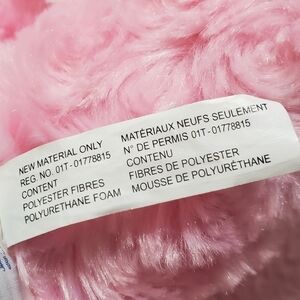 NEW MATERIAL ONLY
REG. NO. 01T-01778815
CONTENT
POLYESTER FIBRES
POLYURETHANE FOAM
MATÉRIAUX NEUFS SEULEMENT
N° DE PERMIS 01T-01778815
CONTENU
FIBRES DE POLYESTER
MOUSSE DE POLYURÉTHANE